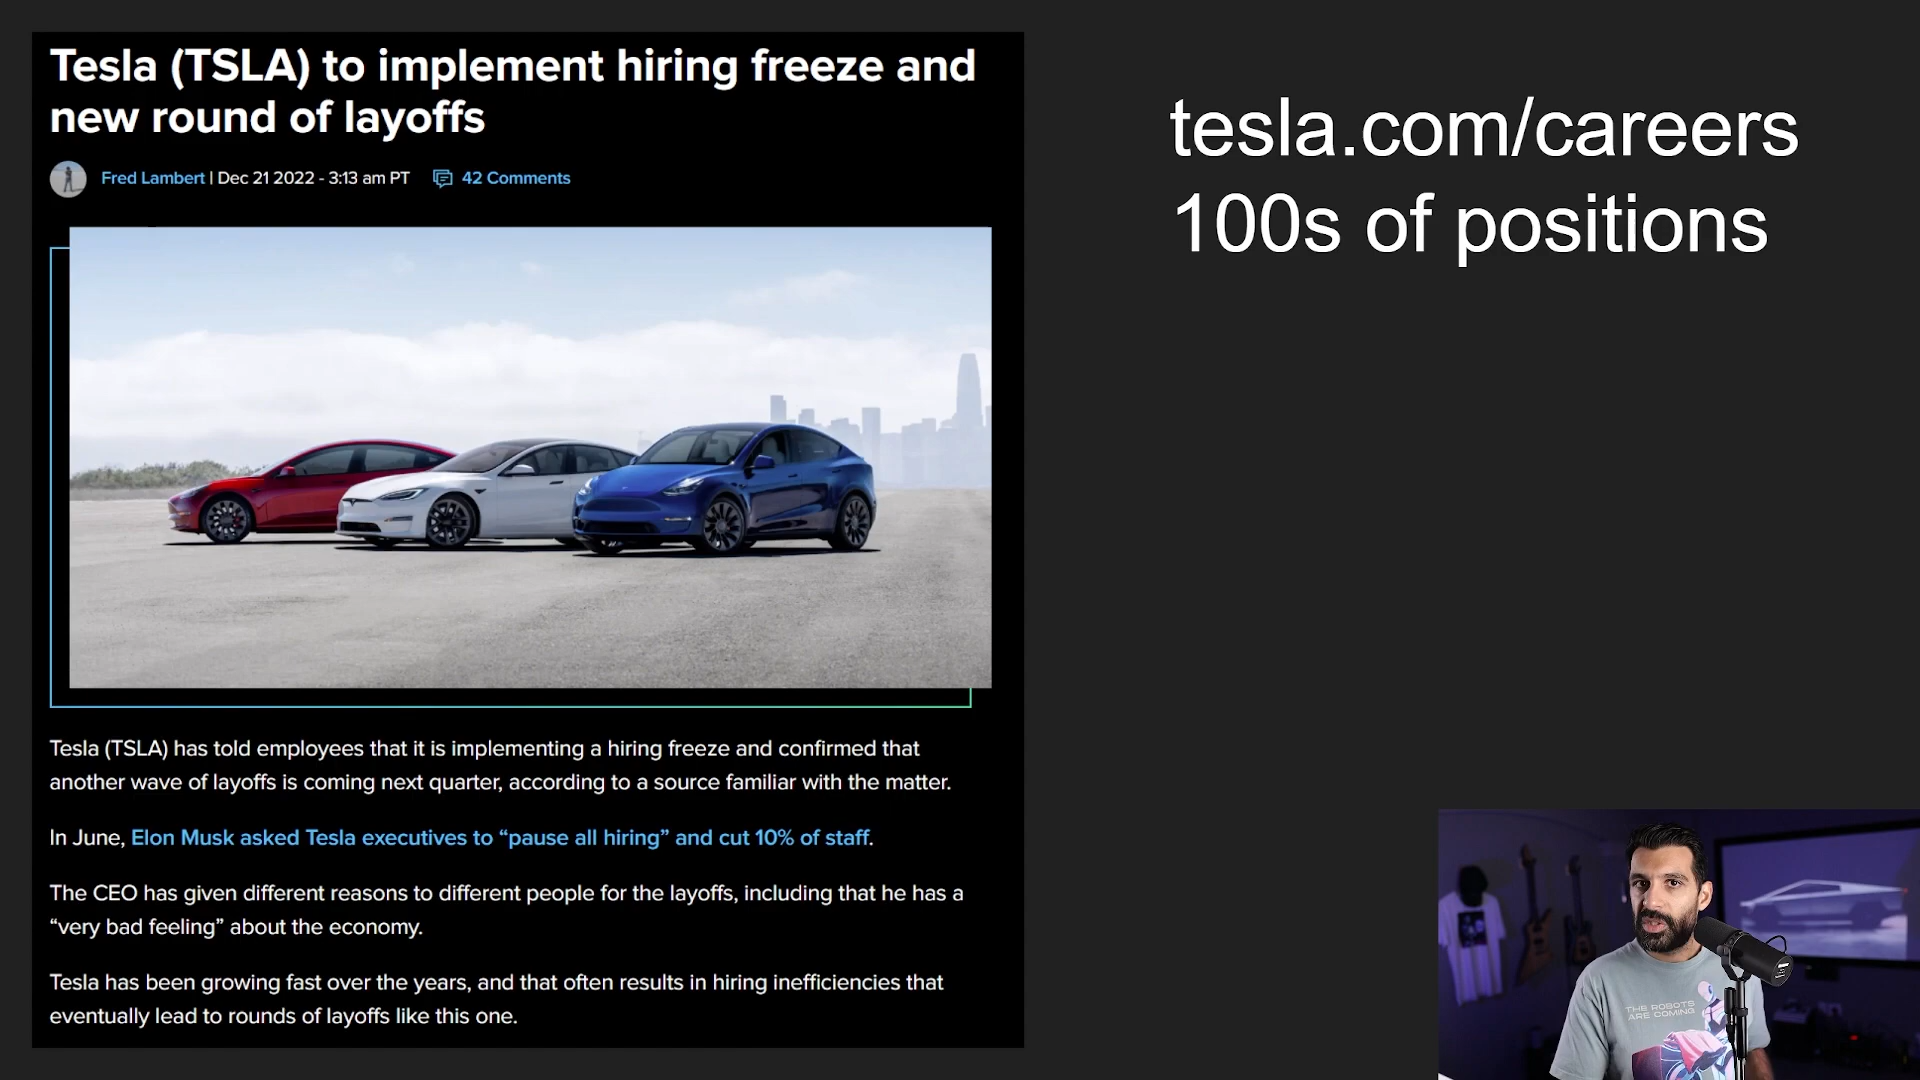 Tesla (TSLA) to implement hiring freeze and
new round of layoffs
Fred Lambert | Dec 21 2022 - 3:13 am PT 42 Comments
Tesla (TSLA) has told employees that it is implementing a hiring freeze and confirmed that
another wave of layoffs is coming next quarter, according to a source familiar with the matter.
In June, Elon Musk asked Tesla executives to “pause all hiring” and cut 10% of staff.
The CEO has given different reasons to different people for the layoffs, including that he has a
“very bad feeling” about the economy.
Tesla has been growing fast over the years, and that often results in hiring inefficiencies that
eventually lead to rounds of layoffs like this one.
tesla.com/careers
100s of positions
THE ROBOTS
ARE COMING